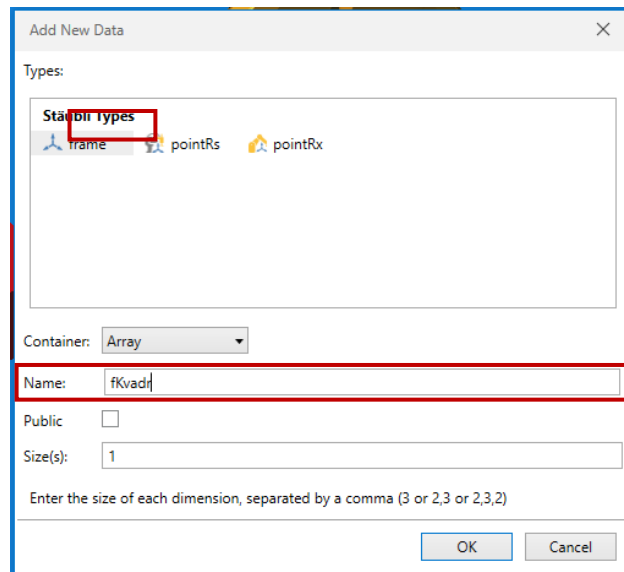 Add New Data
Types:
Stäubli Types
frame pointRs pointRx
Container: Array
Name: fKvadr
Public
Size(s): 1
Enter the size of each dimension, separated by a comma (3 or 2,3 or 2,3,2)
OK Cancel